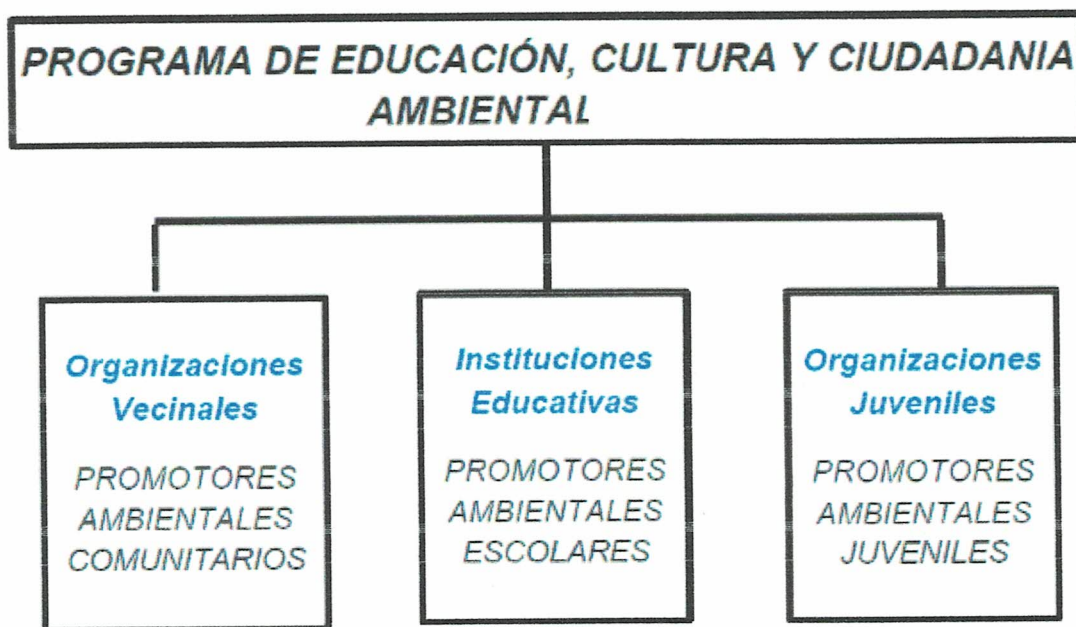 PROGRAMA DE EDUCACIÓN, CULTURA Y CIUDADANIA
AMBIENTAL
Organizaciones
Vecinales
PROMOTORES
AMBIENTALES
COMUNITARIOS
Instituciones
Educativas
PROMOTORES
AMBIENTALES
ESCOLARES
Organizaciones
Juveniles
PROMOTORES
AMBIENTALES
JUVENILES